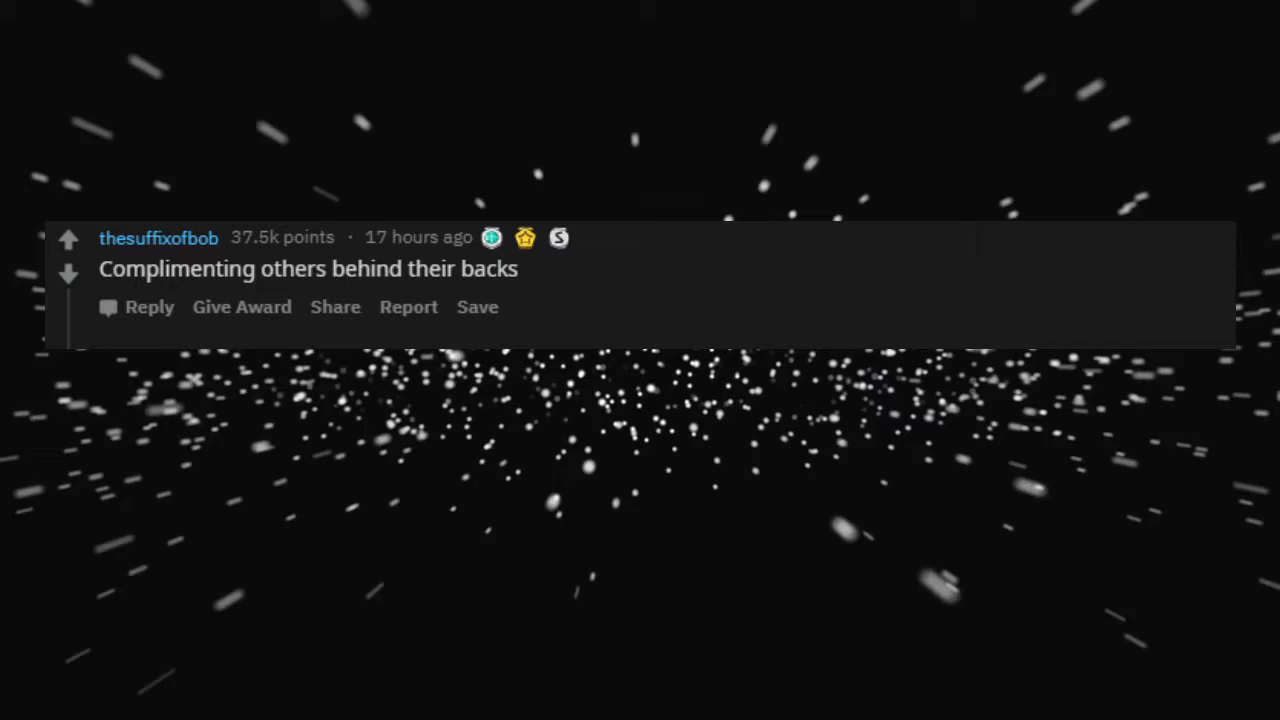 thesuffixofbob 37.5k points · 17 hours ago
Complimenting others behind their backs
Reply Give Award Share Report Save